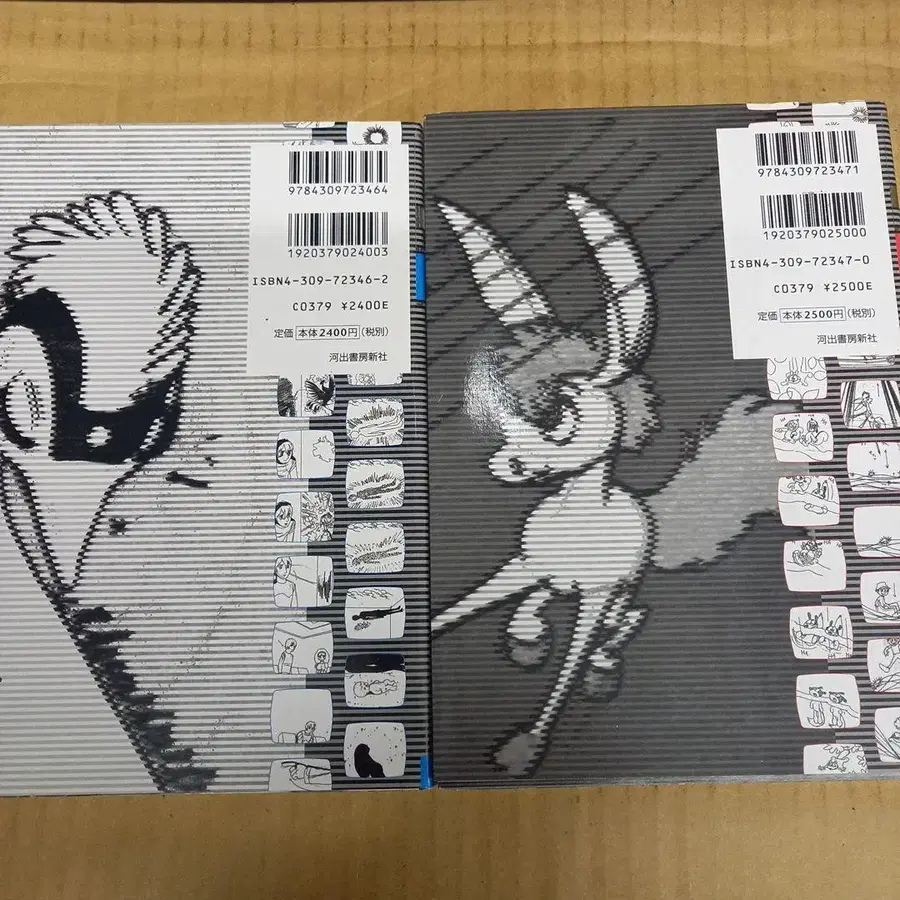 9784309723464
1920379024003
ISBN4-309-72346-2
C0379 ¥2400E
定価 本体2400円(税別)
河出書房新社
9784309723471
1920379025000
ISBN4-309-72347-0
C0379 ¥2500E
定価 本体2500円(税別)
河出書房新社